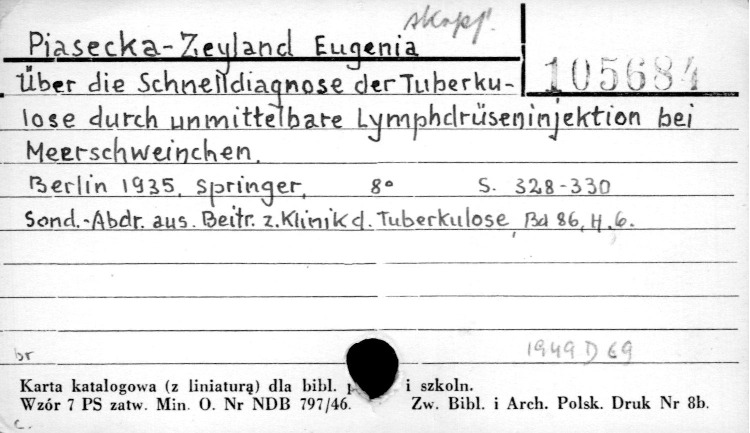 skopj.
Piasecka-Zeyland Eugenia
105684
Über die Schnelldiagnose der Tuberku-
lose durch unmittelbare Lymphdrüseninjektion bei
Meerschweinchen.
Berlin 1935, Springer, 8° S. 328-330
Sond.-Abdr. aus. Beitr. z. Klinik d. Tuberkulose, Bd 86, H. 6.
br 1949 D 69
Karta katalogowa (z liniaturą) dla bibl. i szkoln.
Wzór 7 PS zatw. Min. O. Nr NDB 797/46. Zw. Bibl. i Arch. Polsk. Druk Nr 8b.
c.